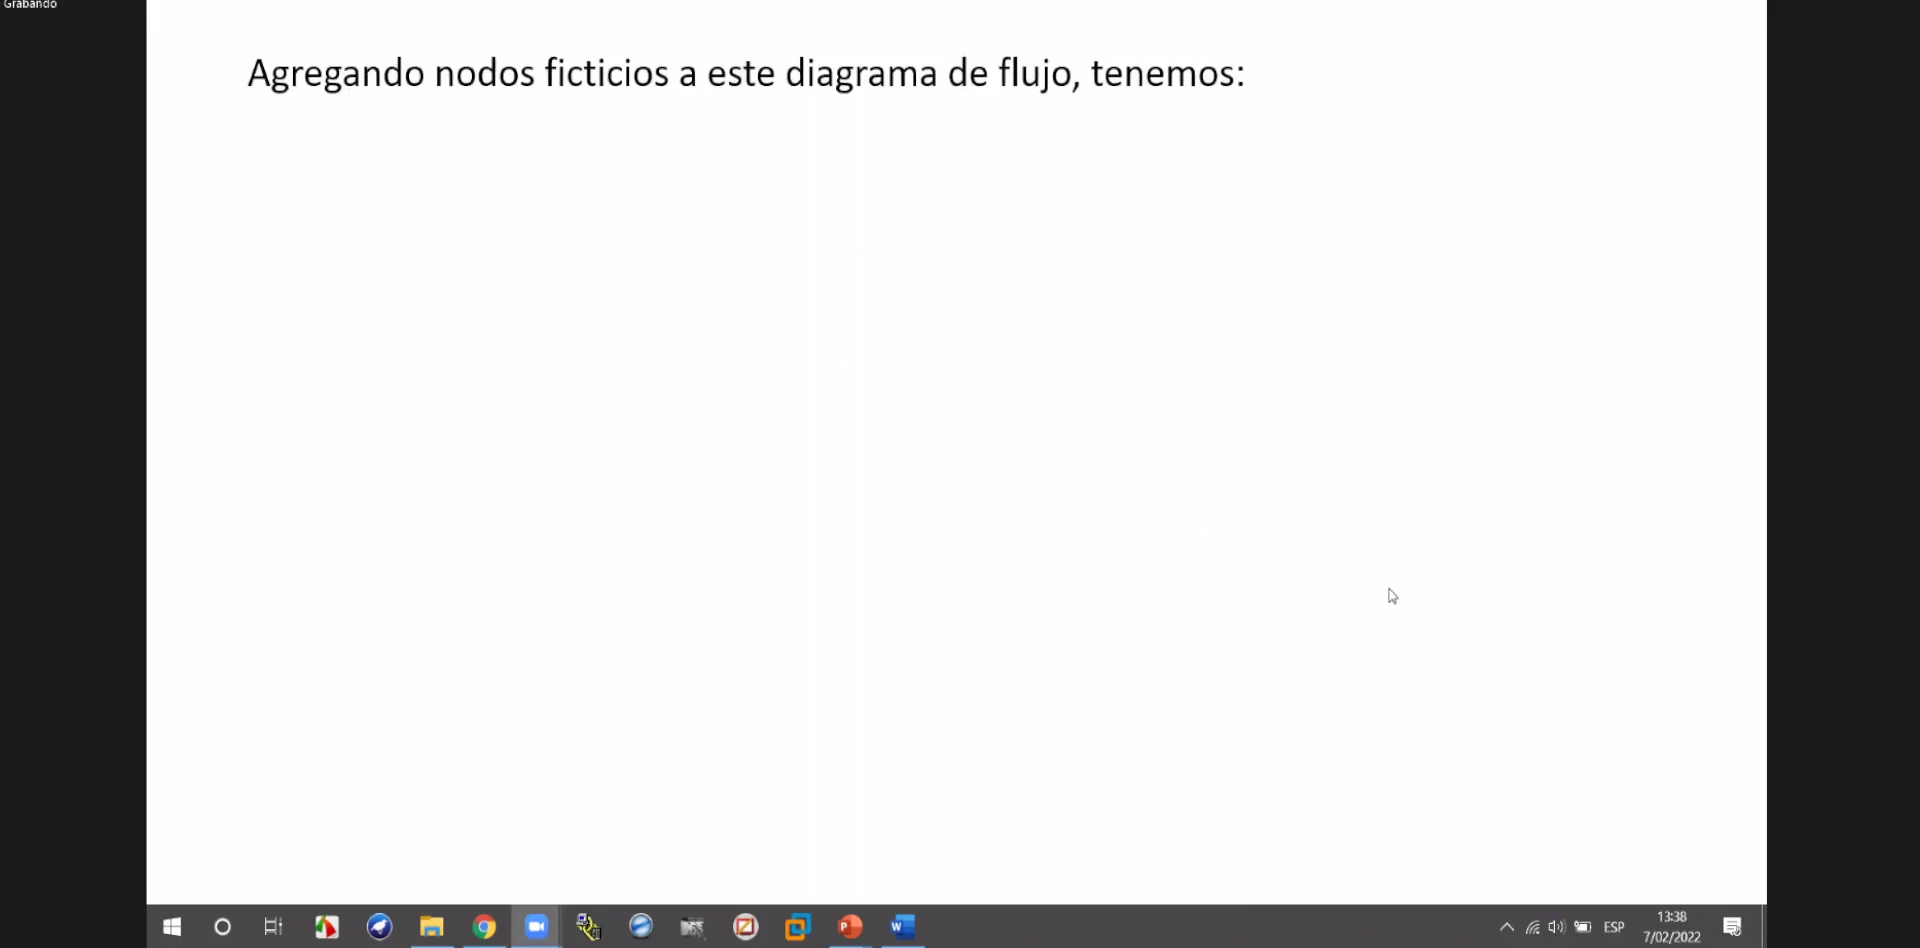 Grabando
Agregando nodos ficticios a este diagrama de flujo, tenemos:
ESP
13:38
7/02/2022